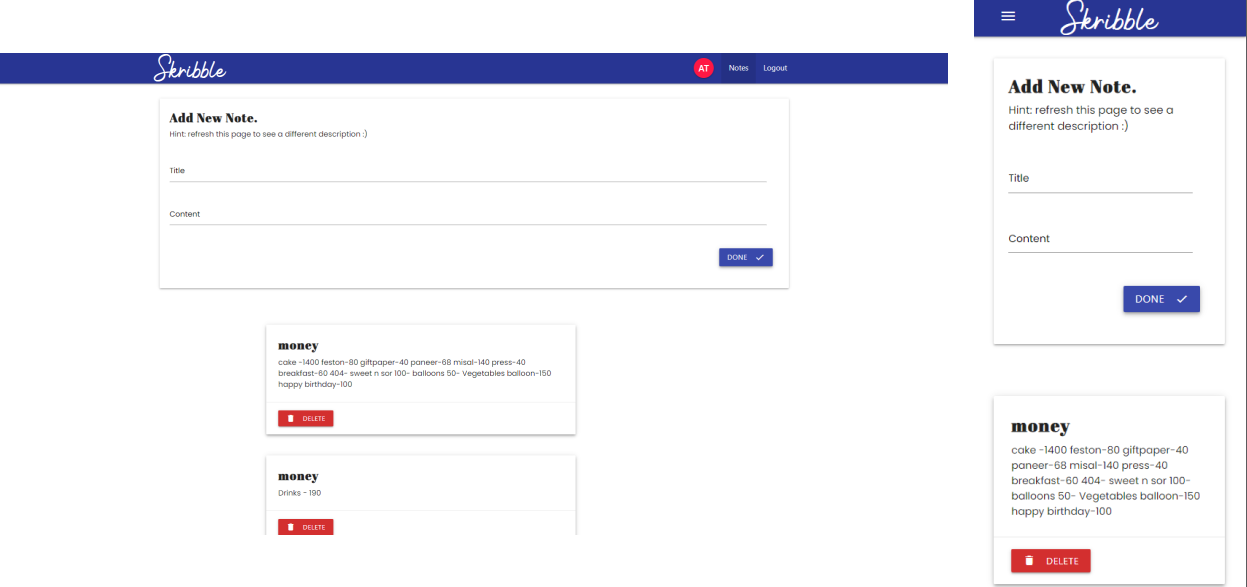 Skribble
AT Notes Logout
Add New Note.
Hint: refresh this page to see a different description :)
Title
Content
DONE
money
cake -1400 feston-80 giftpaper-40 paneer-68 misal-140 press-40
breakfast-60 404- sweet n sor 100- balloons 50- Vegetables balloon-150
happy birthday-100
DELETE
money
Drinks - 190
DELETE
Skribble
Add New Note.
Hint: refresh this page to see a
different description :)
Title
Content
DONE
money
cake -1400 feston-80 giftpaper-40
paneer-68 misal-140 press-40
breakfast-60 404- sweet n sor 100-
balloons 50- Vegetables balloon-150
happy birthday-100
DELETE